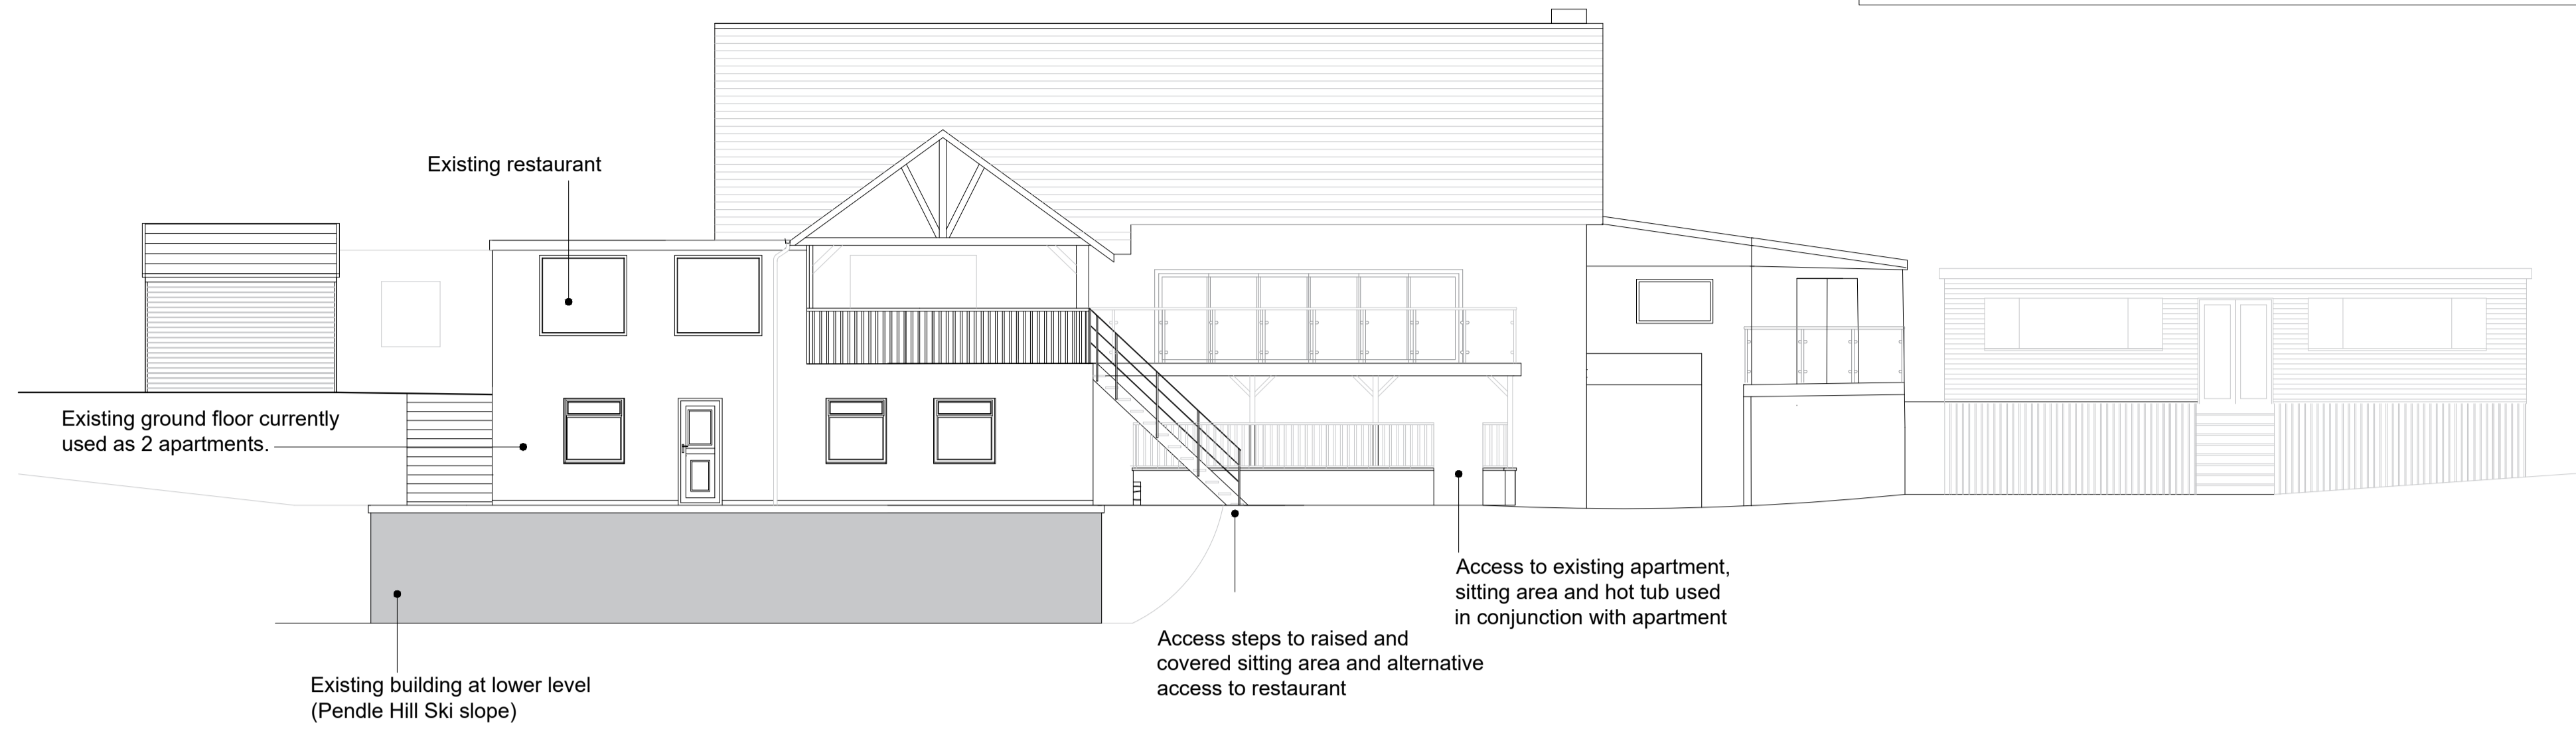 Existing restaurant
Existing ground floor currently
used as 2 apartments.
Access to existing apartment,
sitting area and hot tub used
in conjunction with apartment
Access steps to raised and
covered sitting area and alternative
access to restaurant
Existing building at lower level
(Pendle Hill Ski slope)